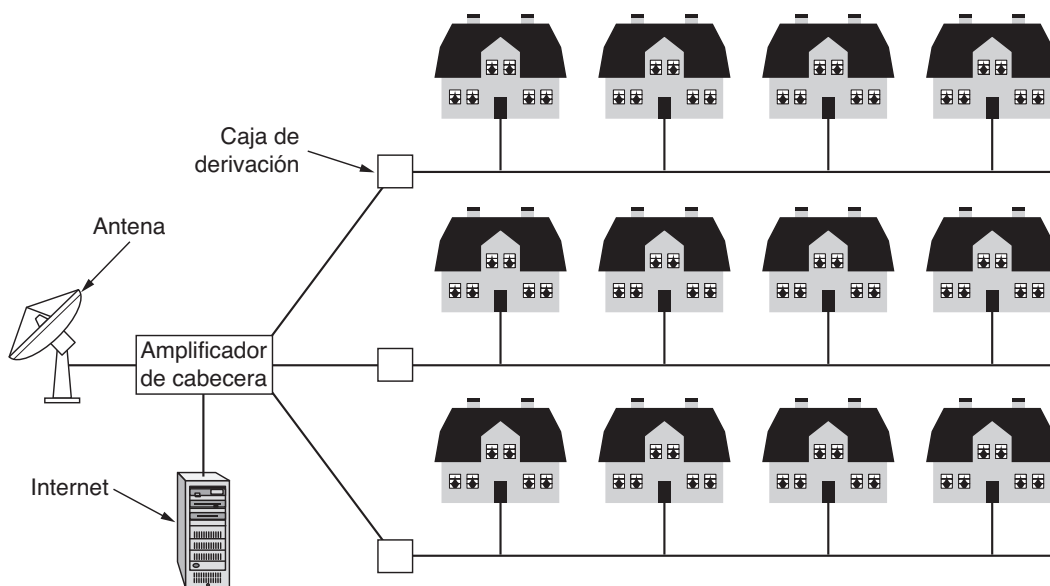 Caja de
derivación
Antena
Amplificador
de cabecera
Internet